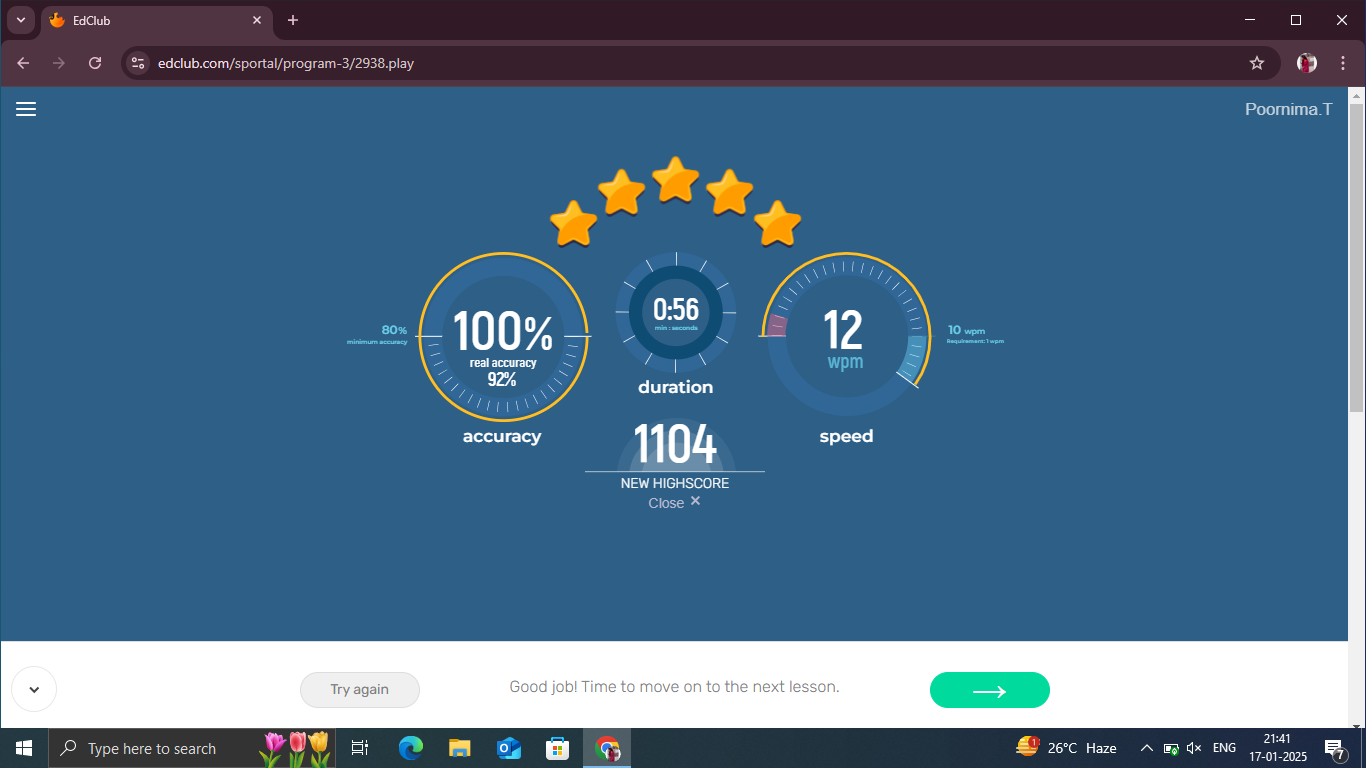 EdClub
edclub.com/sportal/program-3/2938.play
Poornima.T
80%
minimum accuracy
100%
real accuracy
92%
accuracy
0:56
min : seconds
duration
12
wpm
speed
10 wpm
Requirement: 1 wpm
1104
NEW HIGHSCORE
Close ×
Try again
Good job! Time to move on to the next lesson.
Type here to search
1
26°C Haze
ENG
21:41
17-01-2025
7